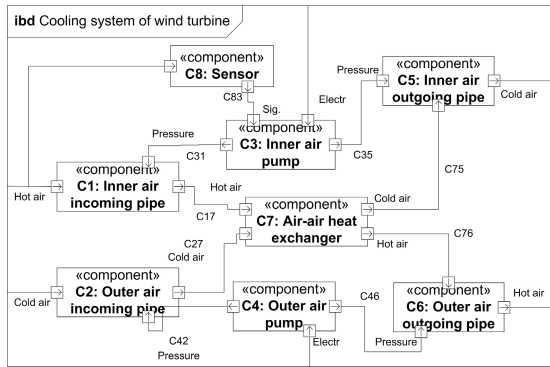 ibd Cooling system of wind turbine
«component»
C8: Sensor
C83
Sig.
Electr
Pressure
«component»
C5: Inner air
outgoing pipe
Cold air
Pressure
C31
«component»
C3: Inner air
pump
C35
C75
Hot air
«component»
C1: Inner air
incoming pipe
Hot air
C17
«component»
C7: Air-air heat
exchanger
Cold air
Hot air
C76
C27
Cold air
Cold air
«component»
C2: Outer air
incoming pipe
C42
Pressure
«component»
C4: Outer air
pump
Electr
C46
Pressure
«component»
C6: Outer air
outgoing pipe
Hot air